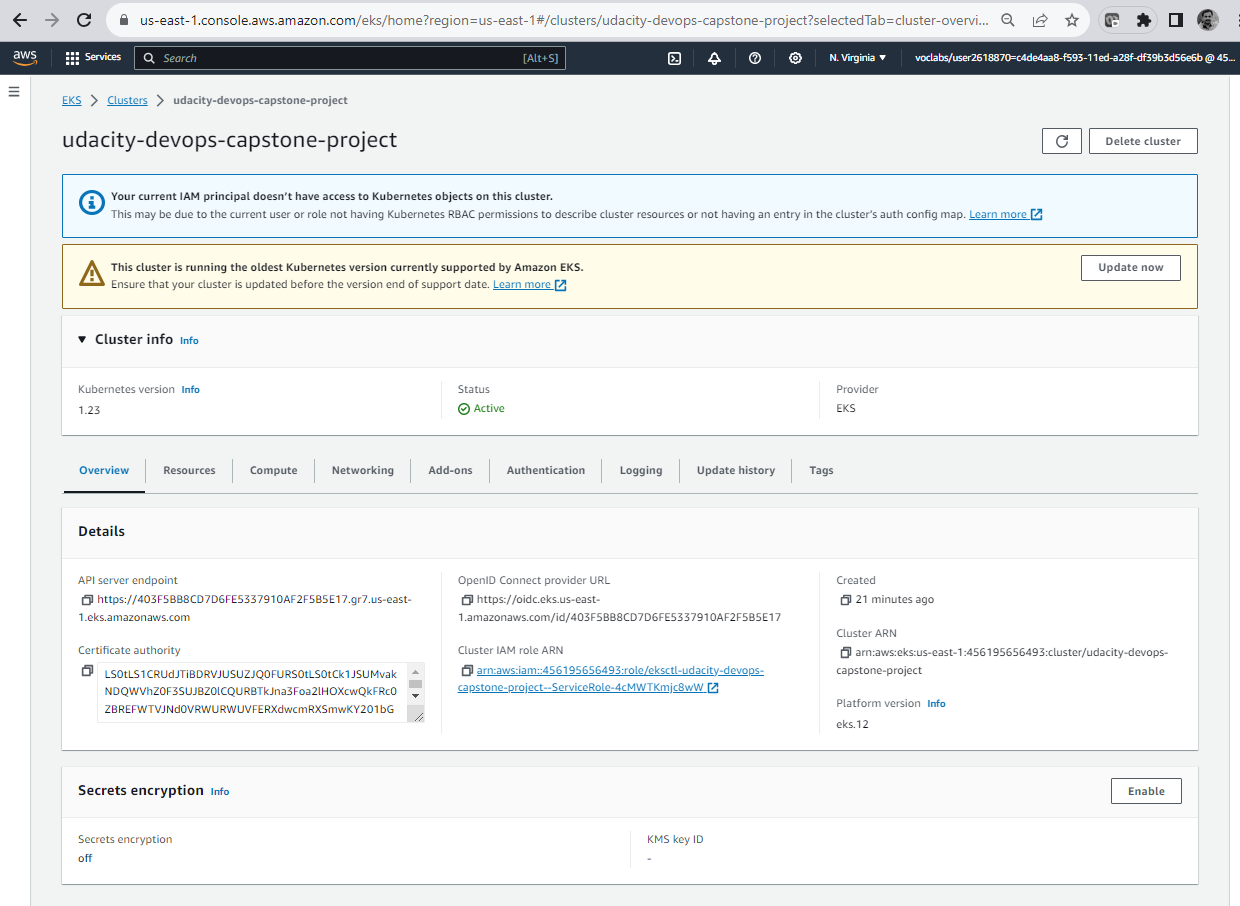 us-east-1.console.aws.amazon.com/eks/home?region=us-east-1#/clusters/udacity-devops-capstone-project?selectedTab=cluster-overvi...
aws Services Search [Alt+S] N. Virginia voclabs/user2618870=c4de4aa8-f593-11ed-a28f-df39b3d56e6b @ 45...
EKS > Clusters > udacity-devops-capstone-project
udacity-devops-capstone-project
Delete cluster
Your current IAM principal doesn't have access to Kubernetes objects on this cluster.
This may be due to the current user or role not having Kubernetes RBAC permissions to describe cluster resources or not having an entry in the cluster's auth config map. Learn more
This cluster is running the oldest Kubernetes version currently supported by Amazon EKS.
Update now
Ensure that your cluster is updated before the version end of support date. Learn more
Cluster info Info
Kubernetes version Info
1.23
Status
Active
Provider
EKS
Overview Resources Compute Networking Add-ons Authentication Logging Update history Tags
Details
API server endpoint
https://403F5BB8CD7D6FE5337910AF2F5B5E17.gr7.us-east-
1.eks.amazonaws.com
Certificate authority
LS0tLS1CRUdJTiBDRVJUSUZJQ0FURS0tLS0tCk1JSUMvak
NDQWVhZ0F3SUJBZ0lCQURBTkJna3Foa2lHOXcwQkFRc0
ZBREFWTVJNd0VRWURWUVFERXdwcmRXSmwKY201bG
OpenID Connect provider URL
https://oidc.eks.us-east-
1.amazonaws.com/id/403F5BB8CD7D6FE5337910AF2F5B5E17
Cluster IAM role ARN
arn:aws:iam::456195656493:role/eksctl-udacity-devops-
capstone-project--ServiceRole-4cMWTKmjc8wW
Created
21 minutes ago
Cluster ARN
arn:aws:eks:us-east-1:456195656493:cluster/udacity-devops-
capstone-project
Platform version Info
eks.12
Secrets encryption Info
Enable
Secrets encryption
off
KMS key ID
-